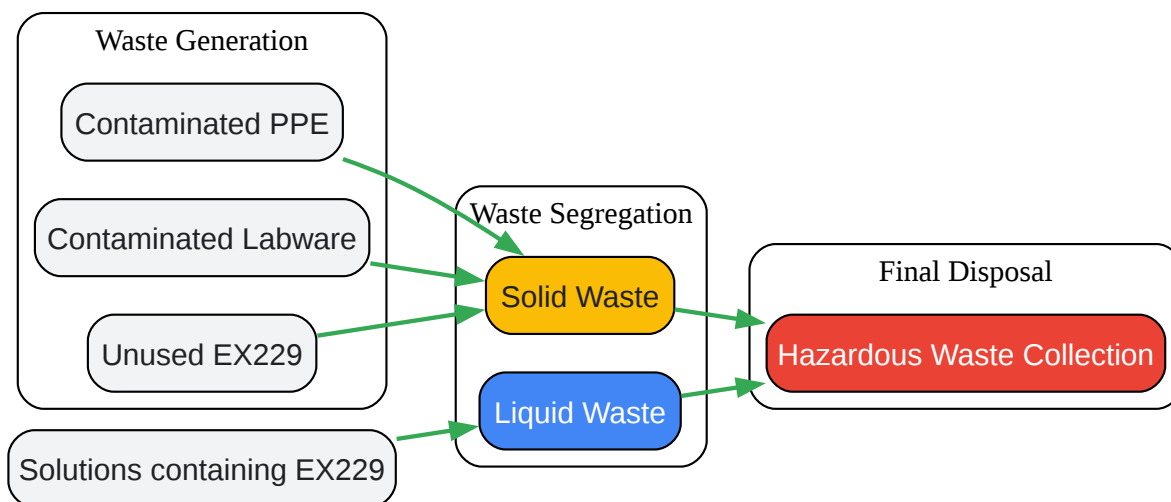 Waste Generation
Contaminated PPE
Contaminated Labware
Unused EX229
Solutions containing EX229
Waste Segregation
Solid Waste
Liquid Waste
Final Disposal
Hazardous Waste Collection